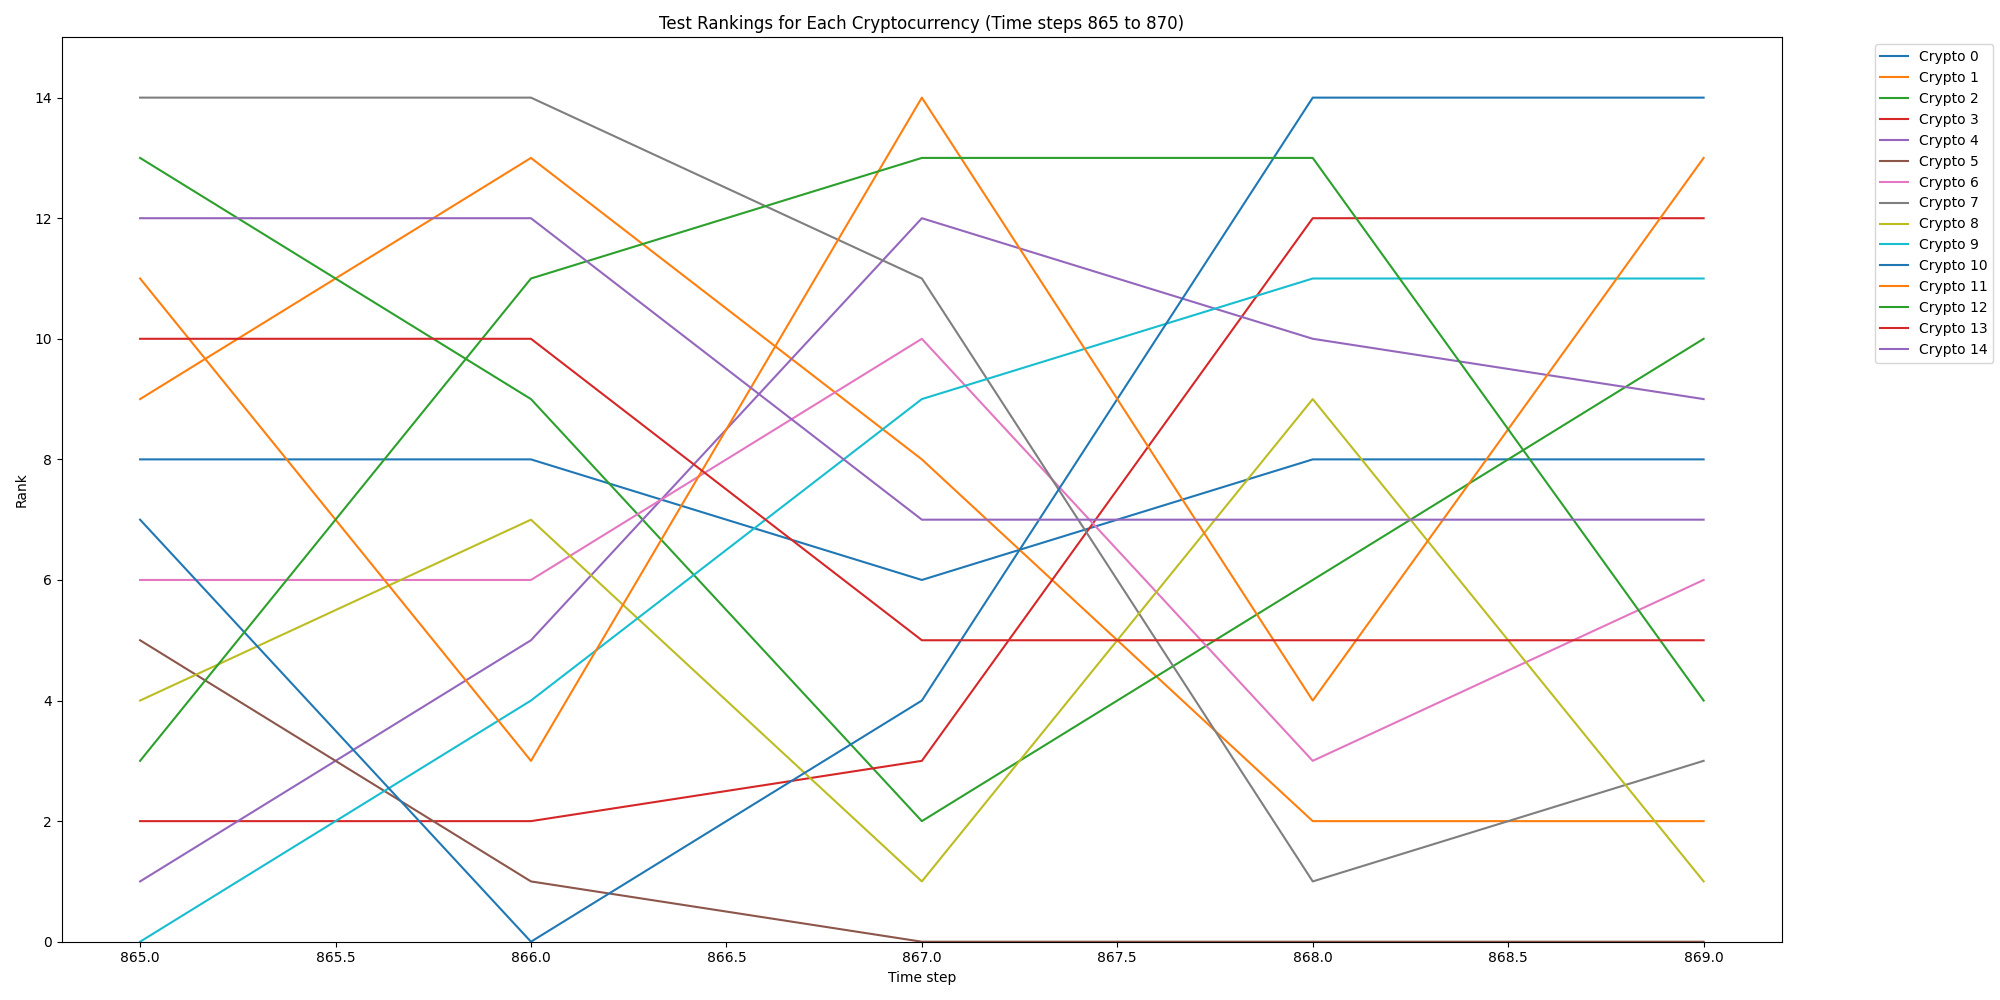 Test Rankings for Each Cryptocurrency (Time steps 865 to 870)
Rank
14
12
10
8
6
4
2
0
865.0 865.5 866.0 866.5 867.0 867.5 868.0 868.5 869.0
Time step
Crypto 0
Crypto 1
Crypto 2
Crypto 3
Crypto 4
Crypto 5
Crypto 6
Crypto 7
Crypto 8
Crypto 9
Crypto 10
Crypto 11
Crypto 12
Crypto 13
Crypto 14